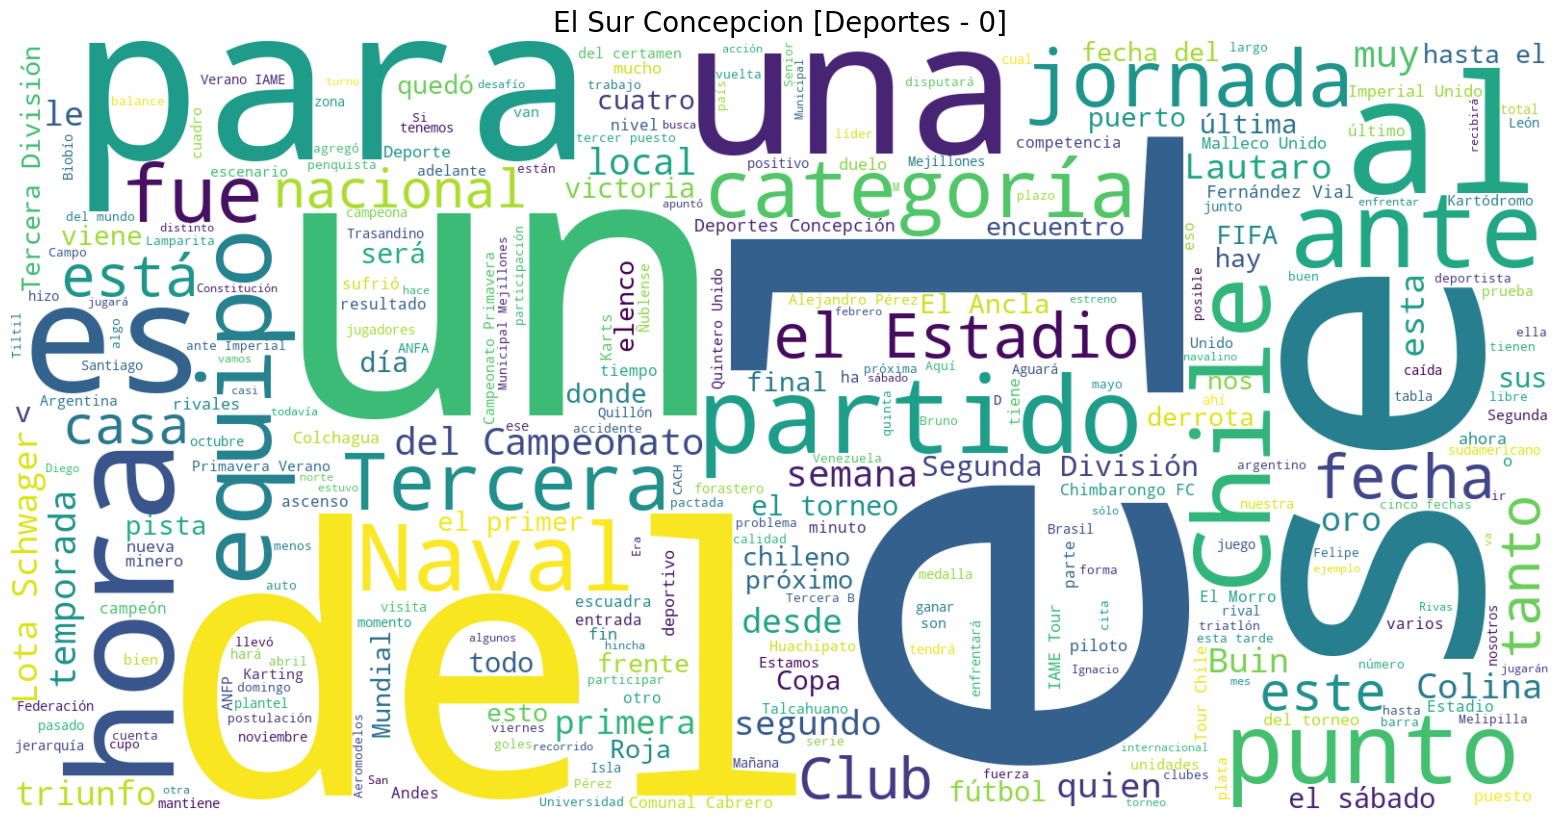 El Sur Concepcion [Deportes - 0]
para
una
jornada
al
un
T
e
se
del
es
hora
equipo
fue
está
nacional
local
categoría
ante
muy
hasta el
fecha del
largo
Imperial Unido
puerto
última
último
total
León
recibirá
Malleco Unido
Lautaro
Fernández Vial
junto
enfrentar
Kartódromo
Tercera División
le
Verano IAME
turno
balance
zona
cuadro
Biobío
quedó
Si
tenemos
desafío
van
del certamen
mucho
trabajo
cuatro
nivel
busca
tercer puesto
Deporte
agregó
penquista
escenario
adelante
están
victoria
apuntó
vuelta
acción
país
Senior
Municipal
disputará
cual
líder
competencia
positivo
duelo
Mejillones
M
plazo
Deportes Concepción
encuentro
eso
FIFA
hay
buen
deportista
prueba
del mundo
distinto
viene
Lamparita
Campo
Constitución
hizo
jugará
algo
Tiltil
Santiago
campeona
Trasandino
será
sufrió
hace
resultado
jugadores
ANFA
día
ante Imperial
vamos
casi
Argentina
rivales
todavía
Campeonato Primavera
Municipal Mejillones
participación
elenco
Ñublense
Karts
tiempo
donde
Quillón
accidente
ese
Quintero Unido
Alejandro Pérez
El Ancla
estreno
febrero
el Estadio
posible
Unido
navalino
Chile
esta
ella
tienen
caída
tabla
sus
libre
Segunda
final
ha
sábado
próxima
Aquí
Aguará
mayo
D
tiene
quinta
Bruno
nos
ahí
derrota
partido
casa
v
octubre
Colchagua
del Campeonato
Primavera Verano
norte
estuvo
ascenso
Diego
Lota Schwager
temporada
pista
nueva
minero
menos
auto
campeón
bien
Tercera
CACH
pactada
forastero
Venezuela
semana
Segunda División
Chimbarongo FC
argentino
ahora
sudamericano
o
ir
fecha
nuestra
cinco fechas
oro
tanto
va
el torneo
problema
calidad
minuto
sólo
Brasil
chileno
próximo
Tercera B
parte
forma
juego
Felipe
ejemplo
Naval
el primer
Era
deportivo
visita
momento
escuadra
entrada
fin
hincha
frente
participar
otro
algunos
todo
Mundial
llevó
hará
abril
Karting
ANFP
domingo
plantel
postulación
noviembre
Federación
pasado
jerarquía
cuenta
cupo
triunfo
otra
mantiene
Aeromodelos
San
Andes
esto
viernes
goles
recorrido
primera
Roja
Isla
Pérez
Universidad
Comunal Cabrero
Mañana
desde
Huachipato
Estamos
Copa
Talcahuano
segundo
serie
Club
medalla
ganar
son
tendrá
enfrentará
cita
IAME Tour
piloto
Ignacio
El Morro
rival
triatlón
esta tarde
Buin
mes
Tour Chile
Rivas
varios
nosotros
jugarán
número
este
Colina
Estadio
hasta
barra
Melipilla
del torneo
internacional
unidades
clubes
plata
punto
fuerza
fútbol
quien
torneo
el sábado
puesto